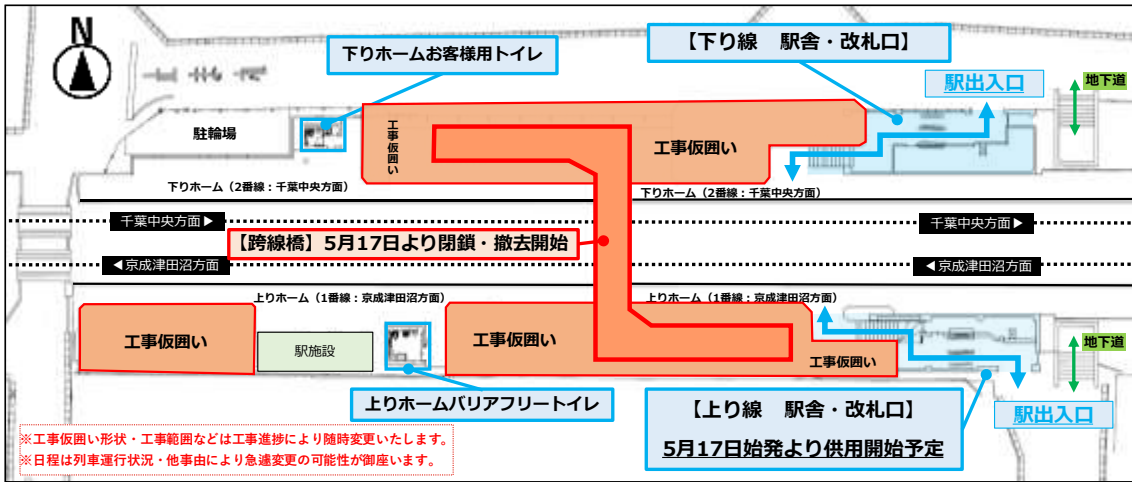 N
下りホームお客様用トイレ
【下り線　駅舎・改札口】
駅出入口
地下道
駐輪場
工事仮囲い
工事仮囲い
下りホーム（2番線：千葉中央方面）
下りホーム（2番線：千葉中央方面）
千葉中央方面▶
千葉中央方面▶
【跨線橋】5月17日より閉鎖・撤去開始
◀京成津田沼方面
◀京成津田沼方面
上りホーム（1番線：京成津田沼方面）
上りホーム（1番線：京成津田沼方面）
工事仮囲い
駅施設
工事仮囲い
工事仮囲い
地下道
上りホームバリアフリートイレ
【上り線　駅舎・改札口】
5月17日始発より供用開始予定
駅出入口
※工事仮囲い形状・工事範囲などは工事進捗により随時変更いたします。
※日程は列車運行状況・他事由により急遽変更の可能性が御座います。